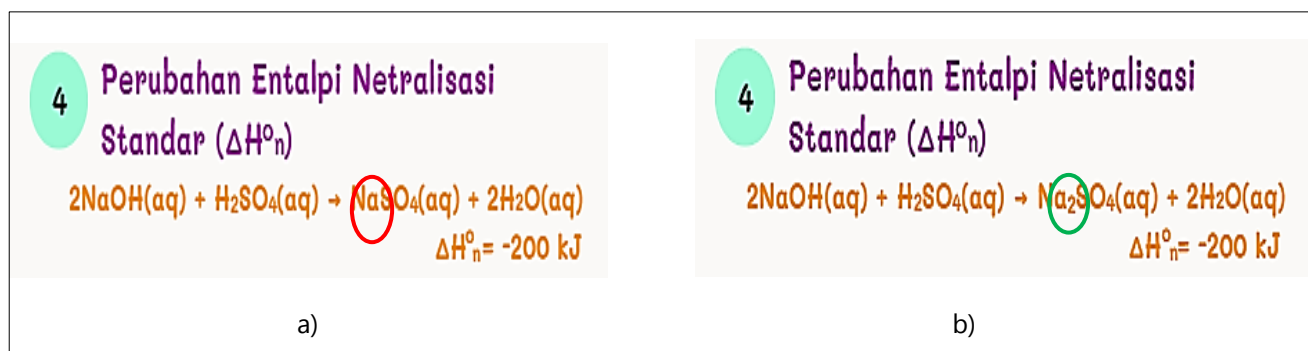 4
Perubahan Entalpi Netralisasi
Standar (ΔH°n)
2NaOH(aq) + H₂SO₄(aq) → NaSO₄(aq) + 2H₂O(aq)
ΔH°n= -200 kJ
a)
4
Perubahan Entalpi Netralisasi
Standar (ΔH°n)
2NaOH(aq) + H₂SO₄(aq) → Na₂SO₄(aq) + 2H₂O(aq)
ΔH°n= -200 kJ
b)